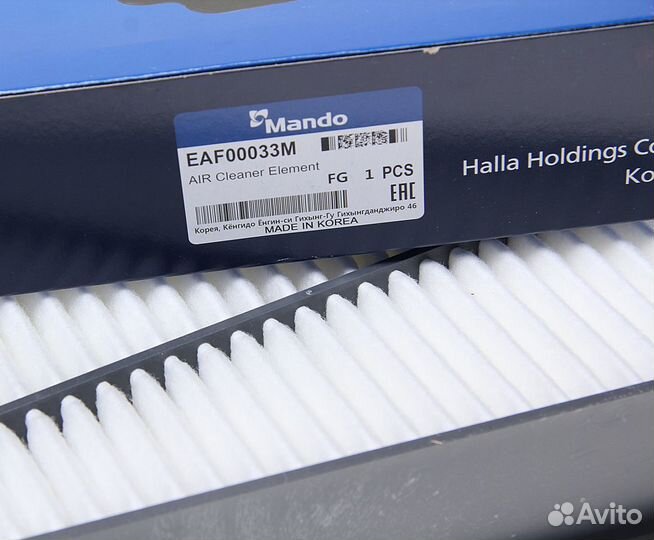 Mando
EAF00033M
AIR Cleaner Element
FG 1 PCS
EAC
Корея, Кёнгидо Ёнгин-си Гихынг-Гу Гихынгданджиро 46
MADE IN KOREA
Halla Holdings Co
Ko
Avito